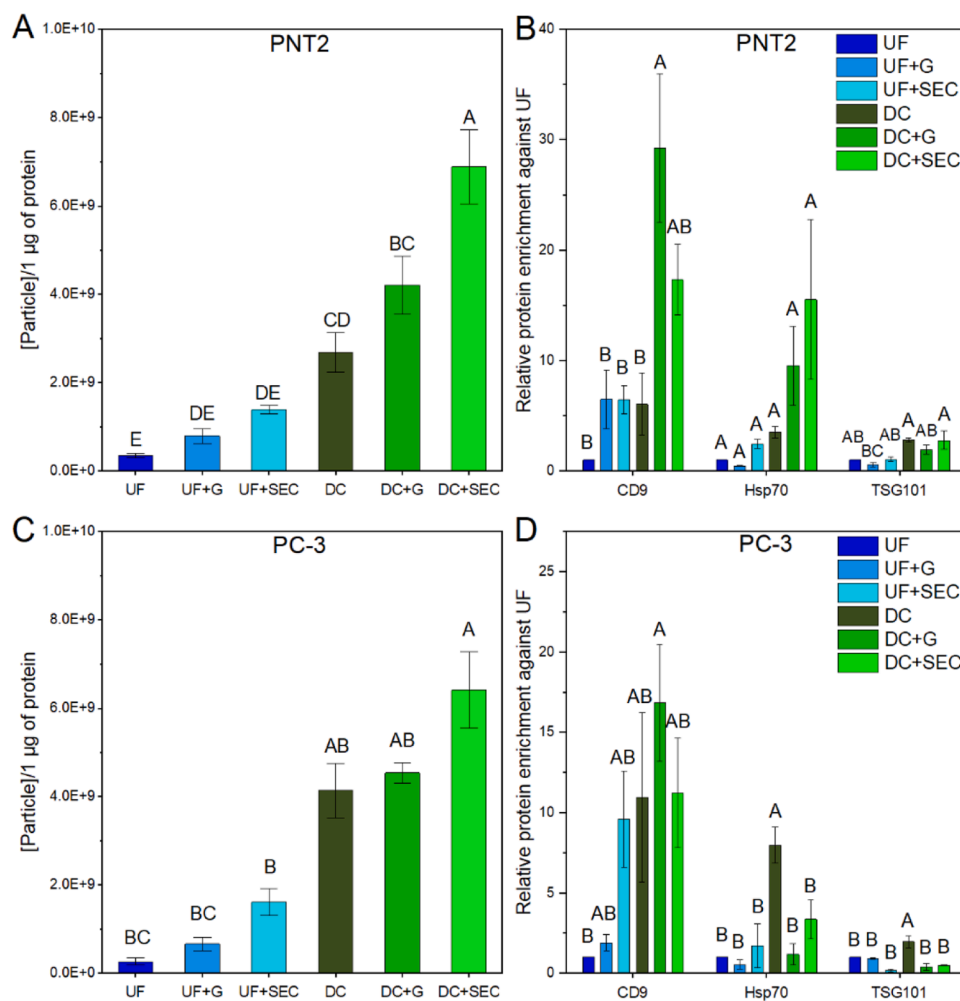 A
PNT2
[Particle]/1 µg of protein
1.0E+10
8.0E+9
6.0E+9
4.0E+9
2.0E+9
0.0E+0
E
DE
DE
CD
BC
A
UF
UF+G
UF+SEC
DC
DC+G
DC+SEC
B
PNT2
Relative protein enrichment against UF
40
30
20
10
0
UF
UF+G
UF+SEC
DC
DC+G
DC+SEC
B
B
B
B
A
AB
A
A
A
A
A
A
AB
BC
AB
A
AB
A
CD9
Hsp70
TSG101
C
PC-3
[Particle]/1 µg of protein
1.0E+10
8.0E+9
6.0E+9
4.0E+9
2.0E+9
0.0E+0
BC
BC
B
AB
AB
A
UF
UF+G
UF+SEC
DC
DC+G
DC+SEC
D
PC-3
Relative protein enrichment against UF
25
20
15
10
5
0
UF
UF+G
UF+SEC
DC
DC+G
DC+SEC
B
AB
AB
AB
A
AB
B
B
B
A
B
B
B
B
B
A
B
B
CD9
Hsp70
TSG101